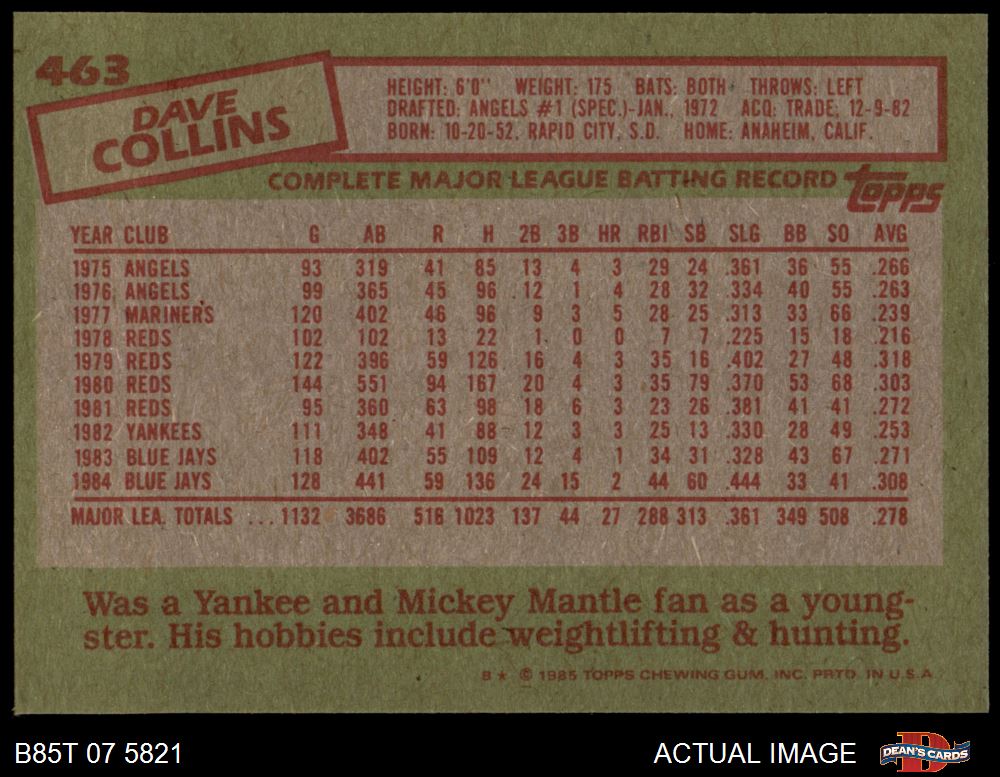 463
DAVE
COLLINS
HEIGHT: 6'0'' WEIGHT: 175 BATS: BOTH THROWS: LEFT
DRAFTED: ANGELS #1 (SPEC.)-JAN., 1972 ACQ: TRADE, 12-9-82
BORN: 10-20-52, RAPID CITY, S.D. HOME: ANAHEIM, CALIF.
COMPLETE MAJOR LEAGUE BATTING RECORD topps
YEAR CLUB G AB R H 2B 3B HR RBI SB SLG BB SO AVG
1975 ANGELS 93 319 41 85 13 4 3 29 24 .361 36 55 .266
1976 ANGELS 99 365 45 96 12 1 4 28 32 .334 40 55 .263
1977 MARINERS 120 402 46 96 9 3 5 28 25 .313 33 66 .239
1978 REDS 102 102 13 22 1 0 0 7 7 .225 15 18 .216
1979 REDS 122 396 59 126 16 4 3 35 16 .402 27 48 .318
1980 REDS 144 551 94 167 20 4 3 35 79 .370 53 68 .303
1981 REDS 95 360 63 98 18 6 3 23 26 .381 41 41 .272
1982 YANKEES 111 348 41 88 12 3 3 25 13 .330 28 49 .253
1983 BLUE JAYS 118 402 55 109 12 4 1 34 31 .328 43 67 .271
1984 BLUE JAYS 128 441 59 136 24 15 2 44 60 .444 33 41 .308
MAJOR LEA. TOTALS ... 1132 3686 516 1023 137 44 27 288 313 .361 349 508 .278
Was a Yankee and Mickey Mantle fan as a young-
ster. His hobbies include weightlifting & hunting.
B ★ © 1985 TOPPS CHEWING GUM, INC. PRTD. IN U.S.A.
B85T 07 5821
ACTUAL IMAGE
D
DEAN'S CARDS